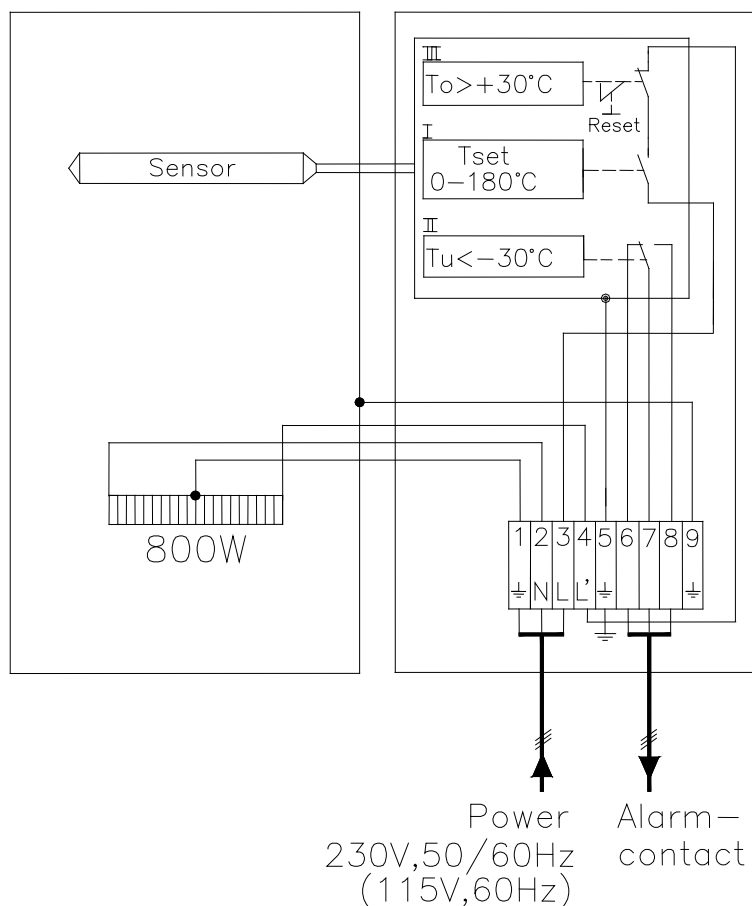 III
To>+30°C
Reset
I
Sensor
Tset
0-180°C
II
Tu<-30°C
800W
1 2 3 4 5 6 7 8 9
N L L'
Power
230V,50/60Hz
(115V,60Hz)
Alarm-
contact